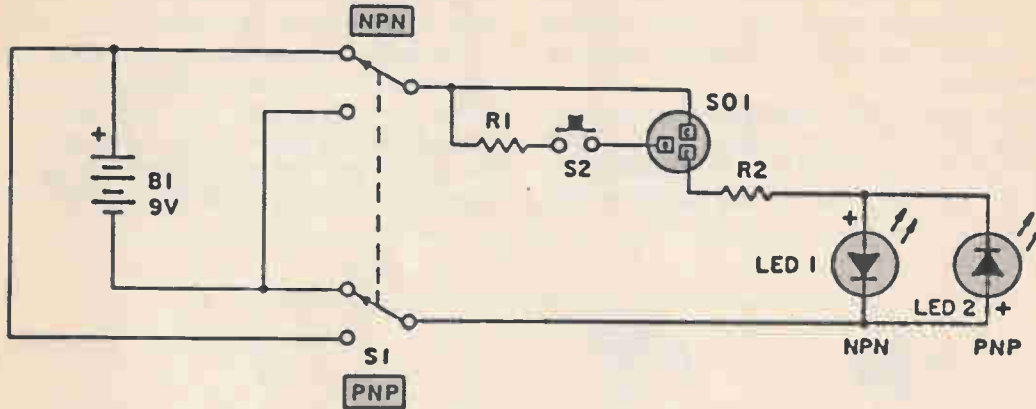 NPN
SO1
R1
+
S2
R2
B1
9V
+
LED 1
LED 2
+
NPN
PNP
S1
PNP